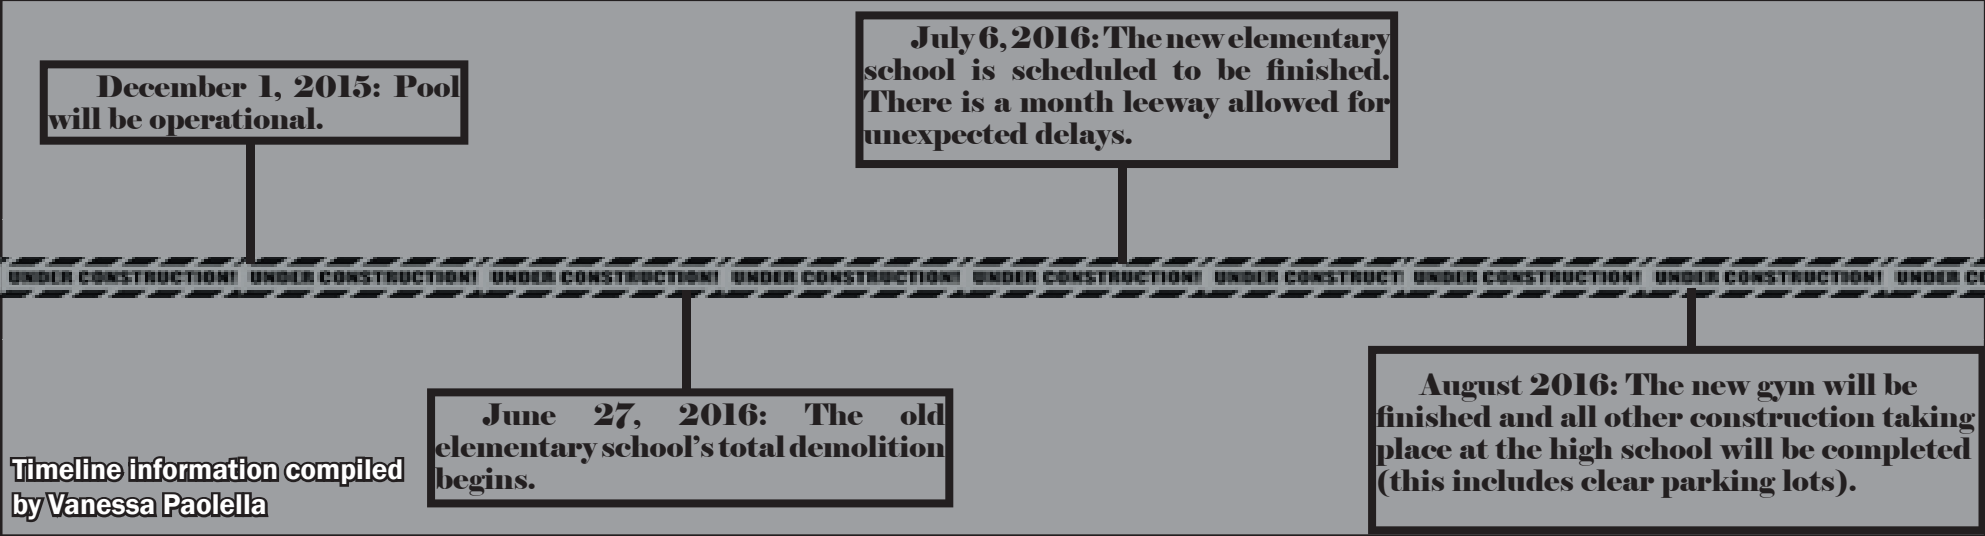 December 1, 2015: Pool
will be operational.
July 6, 2016: The new elementary
school is scheduled to be finished.
There is a month leeway allowed for
unexpected delays.
UNDER CONSTRUCTION! UNDER CONSTRUCTION! UNDER CONSTRUCTION! UNDER CONSTRUCTION! UNDER CONSTRUCTION! UNDER CONSTRUCT UNDER CONSTRUCTION! UNDER CONSTRUCTION! UNDER C
June 27, 2016: The old
elementary school's total demolition
begins.
August 2016: The new gym will be
finished and all other construction taking
place at the high school will be completed
(this includes clear parking lots).
Timeline information compiled
by Vanessa Paolella